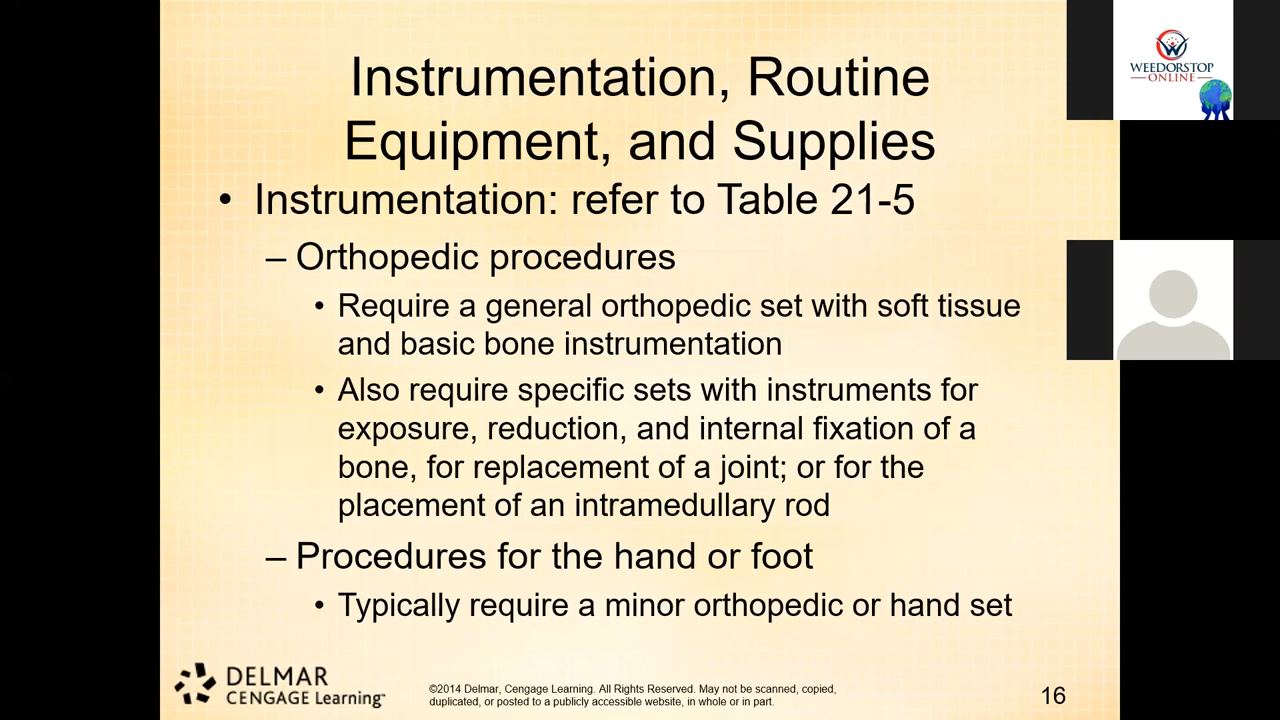 Instrumentation, Routine
Equipment, and Supplies
• Instrumentation: refer to Table 21-5
– Orthopedic procedures
• Require a general orthopedic set with soft tissue
and basic bone instrumentation
• Also require specific sets with instruments for
exposure, reduction, and internal fixation of a
bone, for replacement of a joint; or for the
placement of an intramedullary rod
– Procedures for the hand or foot
• Typically require a minor orthopedic or hand set
DELMAR
CENGAGE Learning™
©2014 Delmar, Cengage Learning. All Rights Reserved. May not be scanned, copied,
duplicated, or posted to a publicly accessible website, in whole or in part.
16
WEEDORSTOP
ONLINE